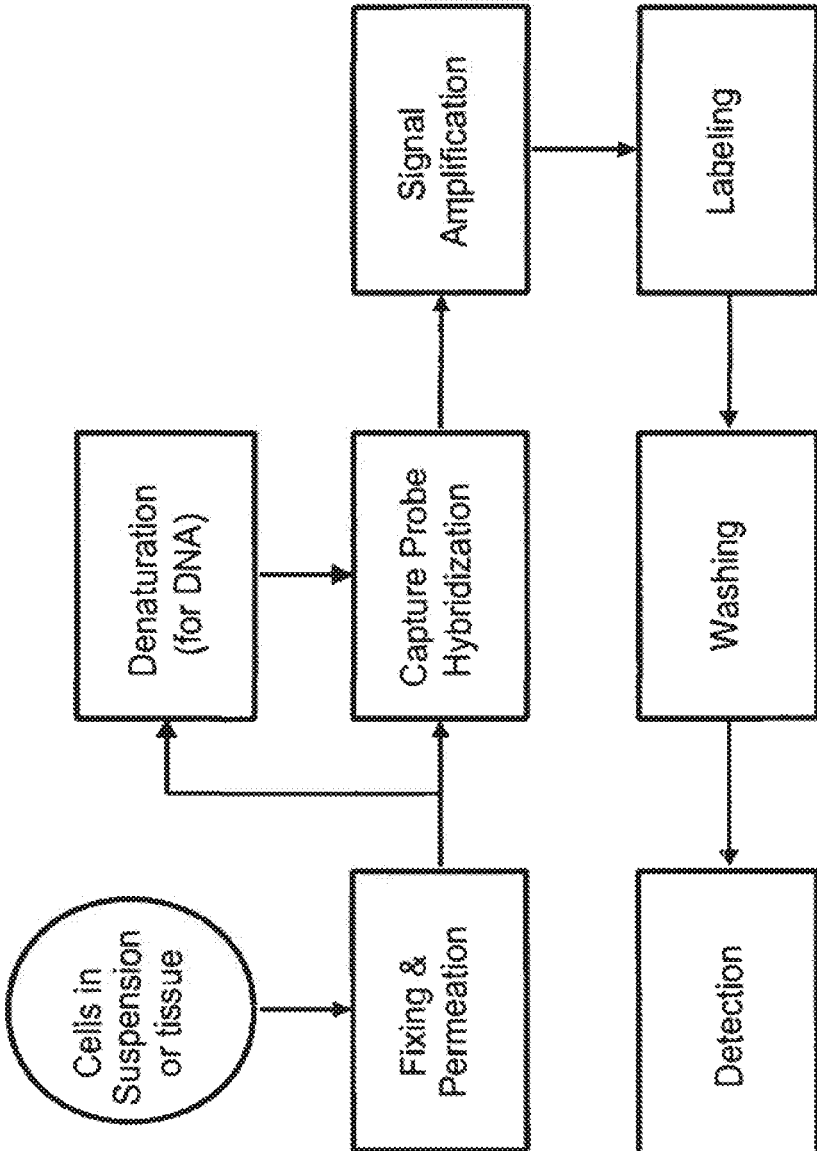 Cells in
Suspension
or tissue
Fixing &
Permeation
Denaturation
(for DNA)
Capture Probe
Hybridization
Signal
Amplification
Labeling
Washing
Detection